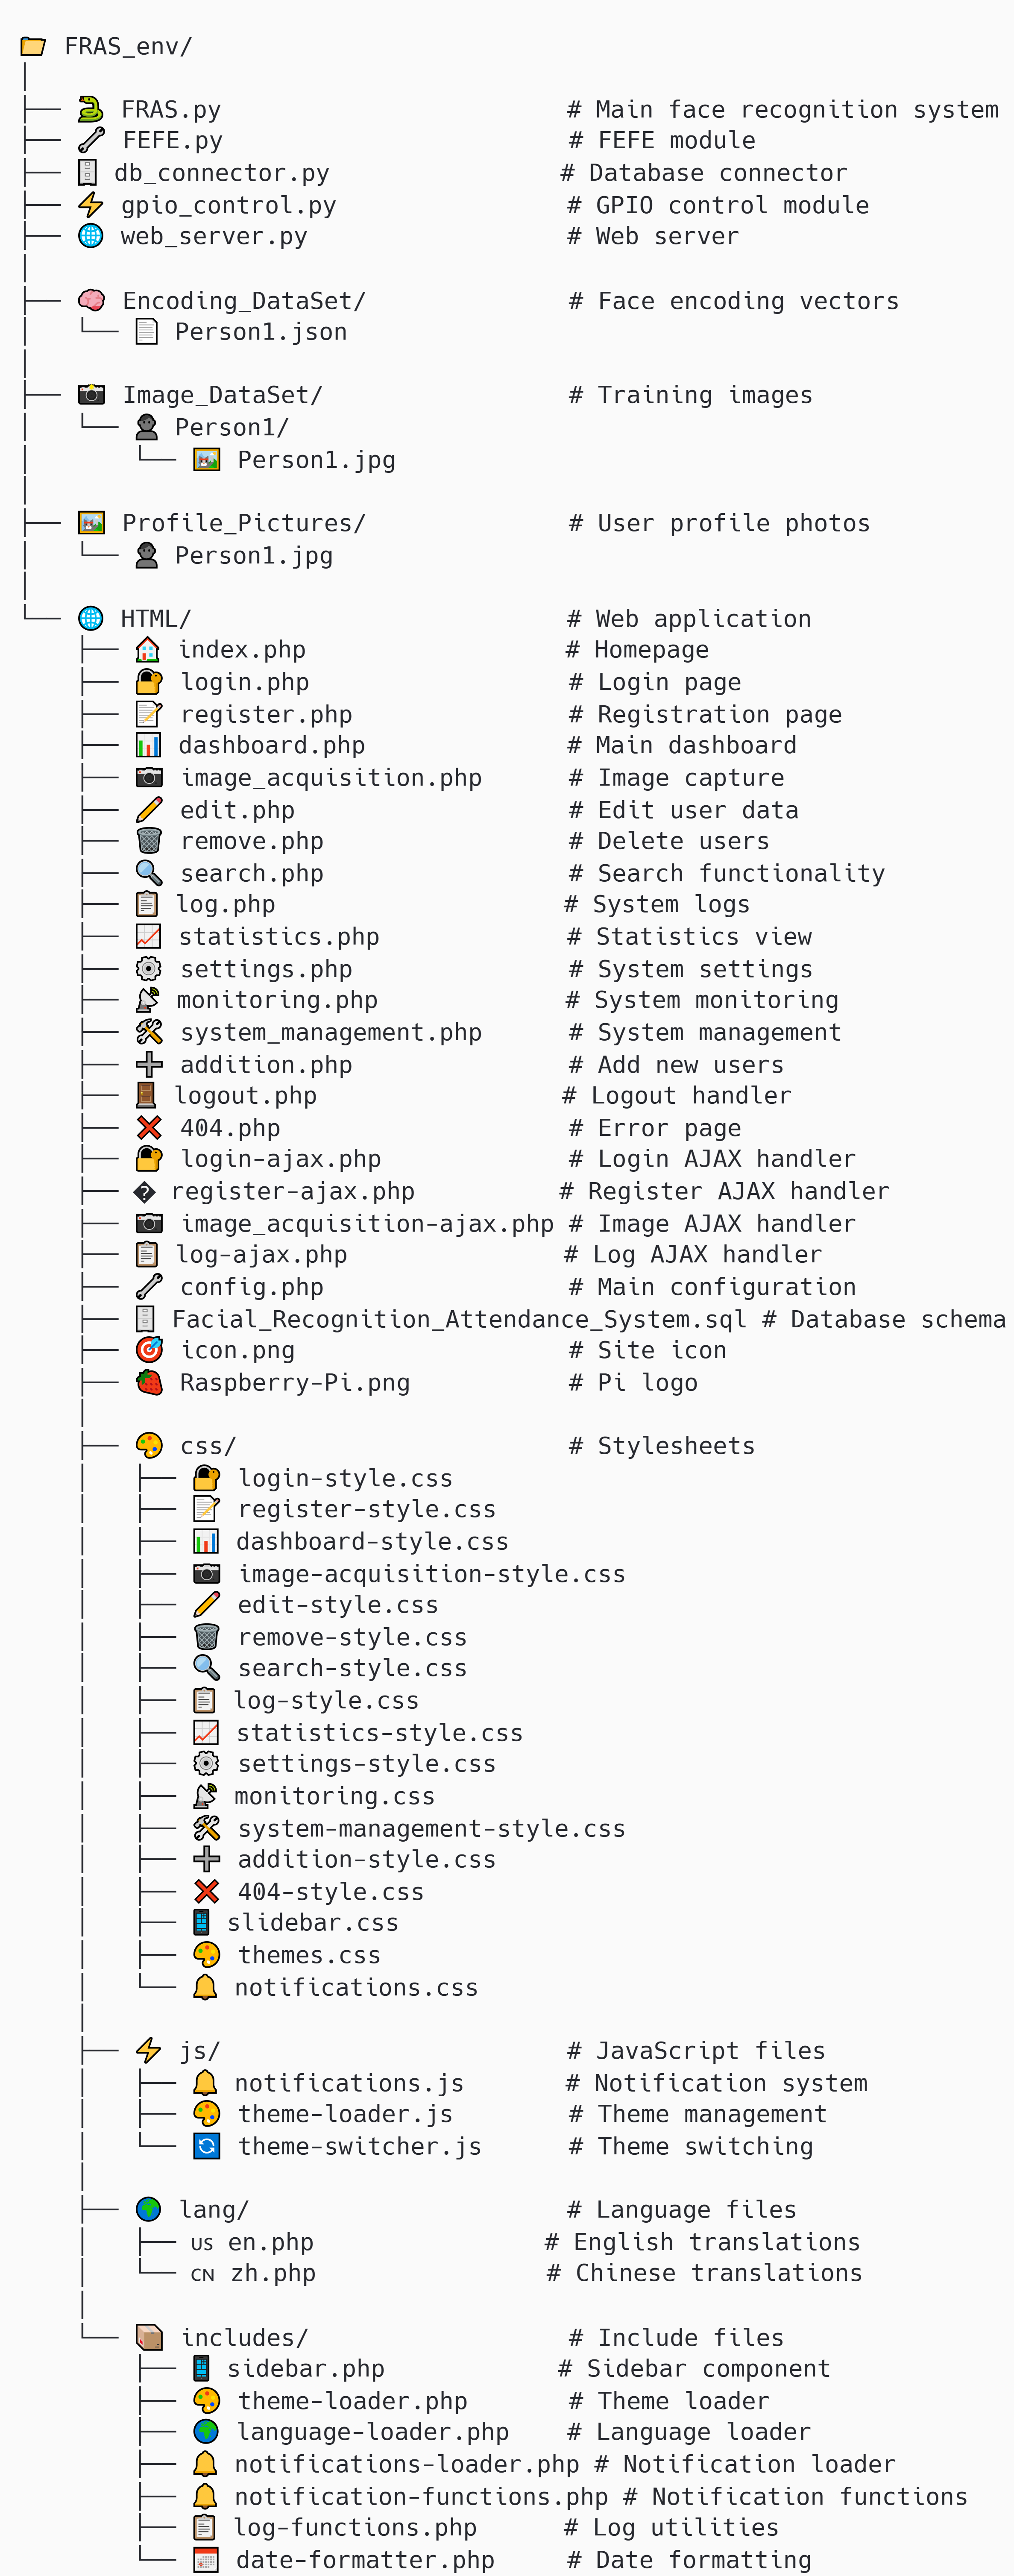 FRAS_env/
FRAS.py # Main face recognition system
FEFE.py # FEFE module
db_connector.py # Database connector
gpio_control.py # GPIO control module
web_server.py # Web server
Encoding_DataSet/ # Face encoding vectors
Person1.json
Image_DataSet/ # Training images
Person1/
Person1.jpg
Profile_Pictures/ # User profile photos
Person1.jpg
HTML/ # Web application
index.php # Homepage
login.php # Login page
register.php # Registration page
dashboard.php # Main dashboard
image_acquisition.php # Image capture
edit.php # Edit user data
remove.php # Delete users
search.php # Search functionality
log.php # System logs
statistics.php # Statistics view
settings.php # System settings
monitoring.php # System monitoring
system_management.php # System management
addition.php # Add new users
logout.php # Logout handler
404.php # Error page
login-ajax.php # Login AJAX handler
� register-ajax.php # Register AJAX handler
image_acquisition-ajax.php # Image AJAX handler
log-ajax.php # Log AJAX handler
config.php # Main configuration
Facial_Recognition_Attendance_System.sql # Database schema
icon.png # Site icon
Raspberry-Pi.png # Pi logo
css/ # Stylesheets
login-style.css
register-style.css
dashboard-style.css
image-acquisition-style.css
edit-style.css
remove-style.css
search-style.css
log-style.css
statistics-style.css
settings-style.css
monitoring.css
system-management-style.css
addition-style.css
404-style.css
slidebar.css
themes.css
notifications.css
js/ # JavaScript files
notifications.js # Notification system
theme-loader.js # Theme management
theme-switcher.js # Theme switching
lang/ # Language files
US en.php # English translations
CN zh.php # Chinese translations
includes/ # Include files
sidebar.php # Sidebar component
theme-loader.php # Theme loader
language-loader.php # Language loader
notifications-loader.php # Notification loader
notification-functions.php # Notification functions
log-functions.php # Log utilities
date-formatter.php # Date formatting